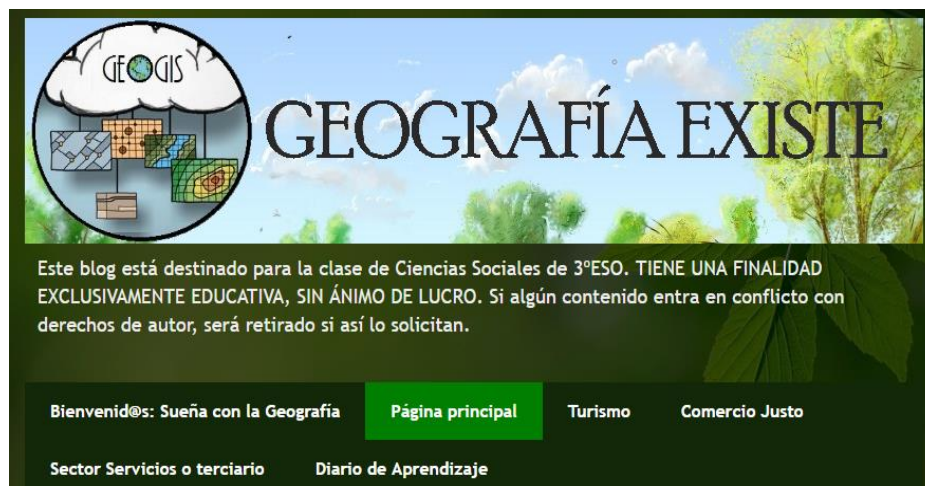 GEOGIS
GEOGRAFÍA EXISTE
Este blog está destinado para la clase de Ciencias Sociales de 3ºESO. TIENE UNA FINALIDAD
EXCLUSIVAMENTE EDUCATIVA, SIN ÁNIMO DE LUCRO. Si algún contenido entra en conflicto con
derechos de autor, será retirado si así lo solicitan.
Bienvenid@s: Sueña con la Geografía Página principal Turismo Comercio Justo
Sector Servicios o terciario Diario de Aprendizaje